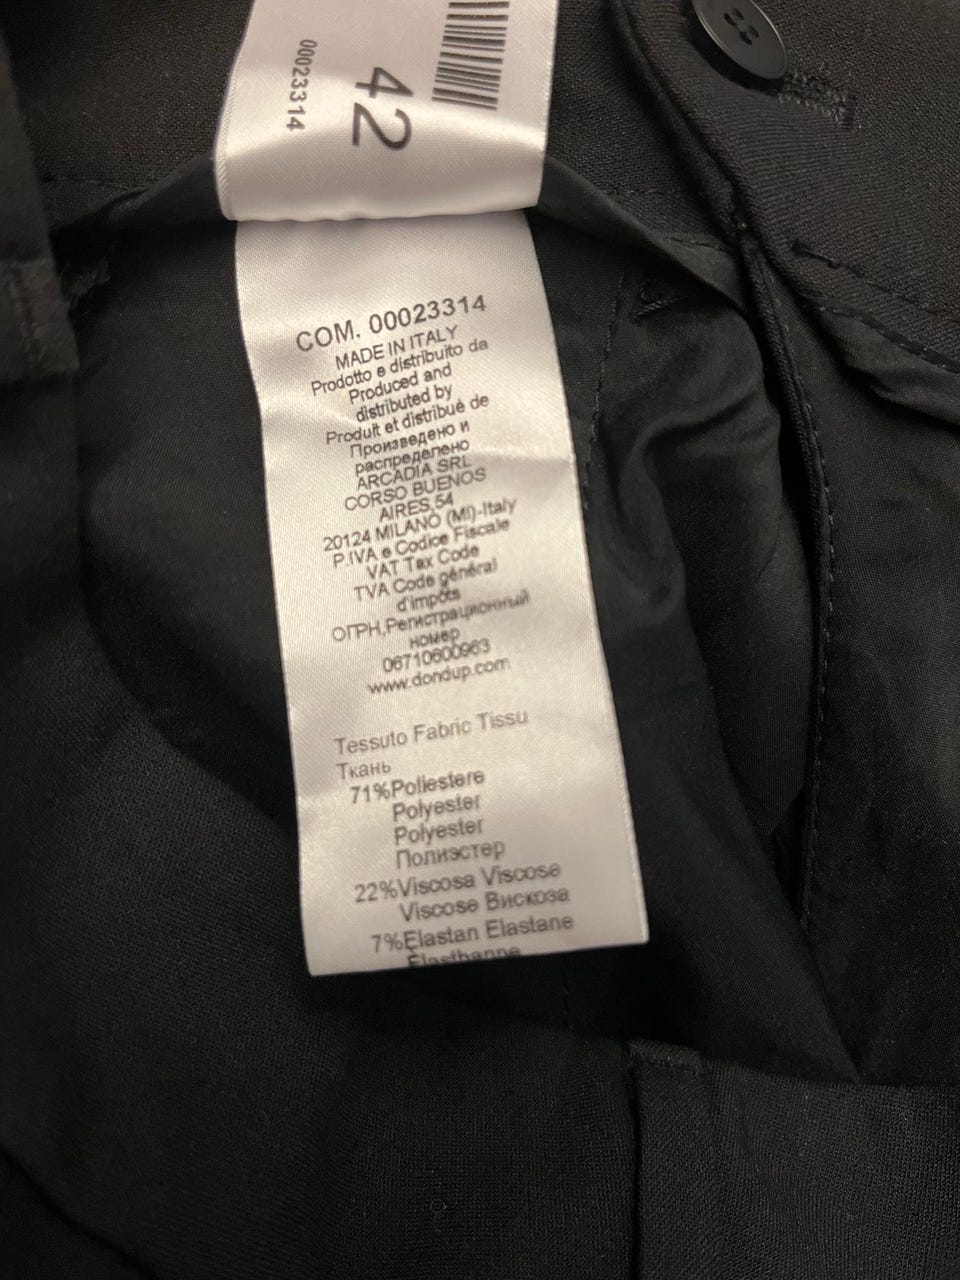 00023314
42
COM. 00023314
MADE IN ITALY
Prodotto e distribuito da
Produced and
distributed by
Produit et distribué de
Произведено и
распределено
ARCADIA SRL
CORSO BUENOS
AIRES,54
20124 MILANO (MI)-Italy
P.IVA e Codice Fiscale
VAT Tax Code
TVA Code général
d'impôts
ОГРН,Регистрационный
номер
06710600963
www.dondup.com
Tessuto Fabric Tissu
Ткань
71%Poliestere
Polyester
Polyester
Полиэстер
22%Viscosa Viscose
Viscose Вискоза
7%Elastan Elastane
Élasthanne